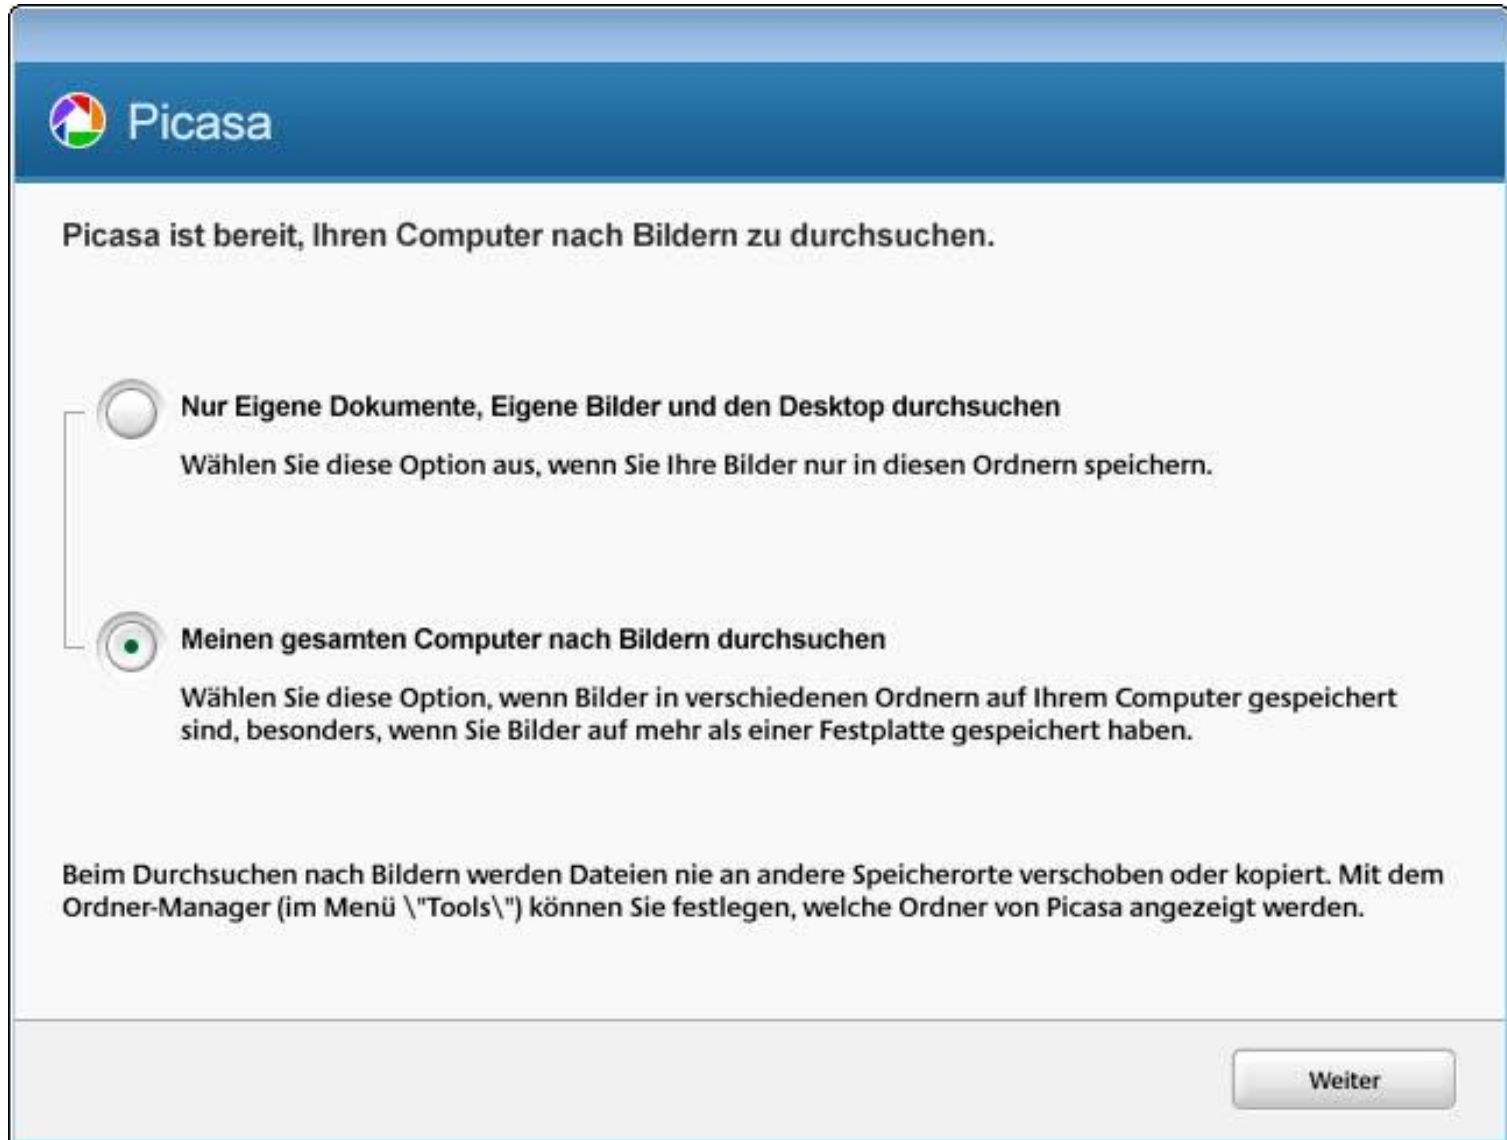 Picasa
Picasa ist bereit, Ihren Computer nach Bildern zu durchsuchen.
Nur Eigene Dokumente, Eigene Bilder und den Desktop durchsuchen
Wählen Sie diese Option aus, wenn Sie Ihre Bilder nur in diesen Ordnern speichern.
Meinen gesamten Computer nach Bildern durchsuchen
Wählen Sie diese Option, wenn Bilder in verschiedenen Ordnern auf Ihrem Computer gespeichert
sind, besonders, wenn Sie Bilder auf mehr als einer Festplatte gespeichert haben.
Beim Durchsuchen nach Bildern werden Dateien nie an andere Speicherorte verschoben oder kopiert. Mit dem
Ordner-Manager (im Menü \"Tools\") können Sie festlegen, welche Ordner von Picasa angezeigt werden.
Weiter